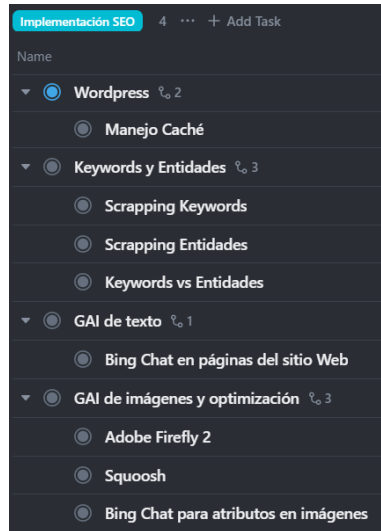 Implementación SEO 4 ... + Add Task
Name
Wordpress 2
Manejo Caché
Keywords y Entidades 3
Scrapping Keywords
Scrapping Entidades
Keywords vs Entidades
GAI de texto 1
Bing Chat en páginas del sitio Web
GAI de imágenes y optimización 3
Adobe Firefly 2
Squoosh
Bing Chat para atributos en imágenes